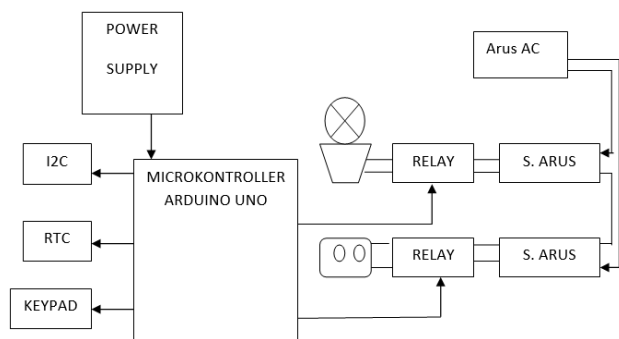 POWER
SUPPLY
Arus AC
I2C
MICROKONTROLLER
ARDUINO UNO
RELAY
S. ARUS
RTC
RELAY
S. ARUS
KEYPAD